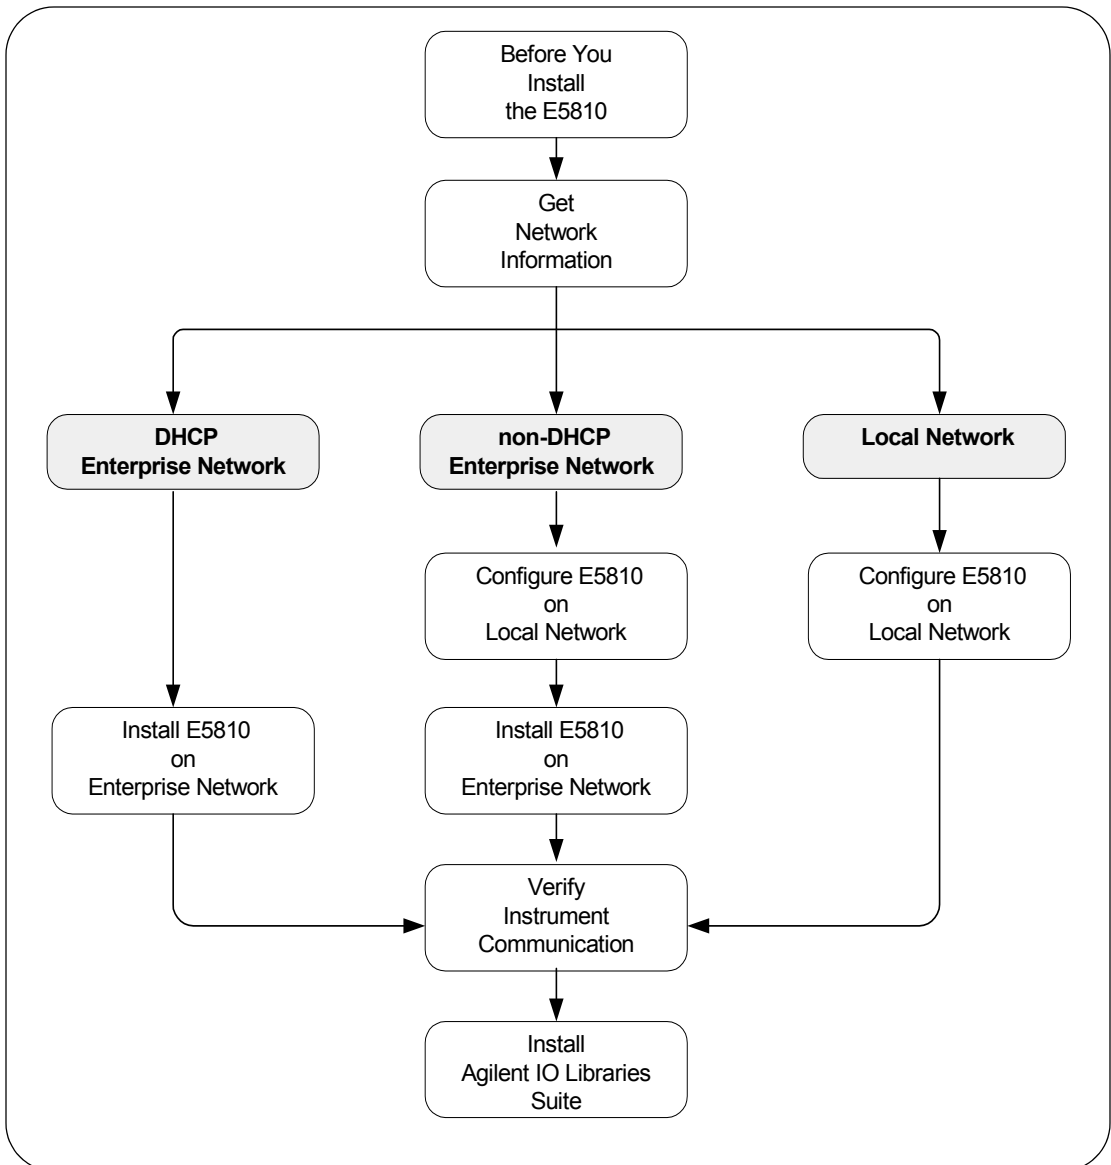 Before You
Install
the E5810
Get
Network
Information
DHCP
Enterprise Network
non-DHCP
Enterprise Network
Local Network
Configure E5810
on
Local Network
Configure E5810
on
Local Network
Install E5810
on
Enterprise Network
Install E5810
on
Enterprise Network
Verify
Instrument
Communication
Install
Agilent IO Libraries
Suite